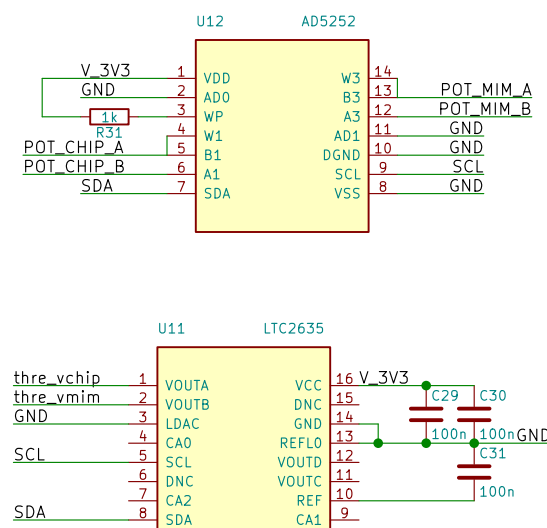 U12 AD5252
V_3V3 1 VDD W3 14
GND 2 AD0 B3 13 POT_MIM_A
1k 3 WP A3 12 POT_MIM_B
R31
4 W1 AD1 11 GND
POT_CHIP_A 5 B1 DGND 10 GND
POT_CHIP_B 6 A1 SCL 9 SCL
SDA 7 SDA VSS 8 GND
U11 LTC2635
thre_vchip 1 VOUTA VCC 16 V_3V3
thre_vmim 2 VOUTB DNC 15 C29 C30
GND 3 LDAC GND 14
4 CA0 REFLO 13 100n 100n GND
SCL 5 SCL VOUTD 12 C31
6 DNC VOUTC 11
7 CA2 REF 10 100n
SDA 8 SDA CA1 9